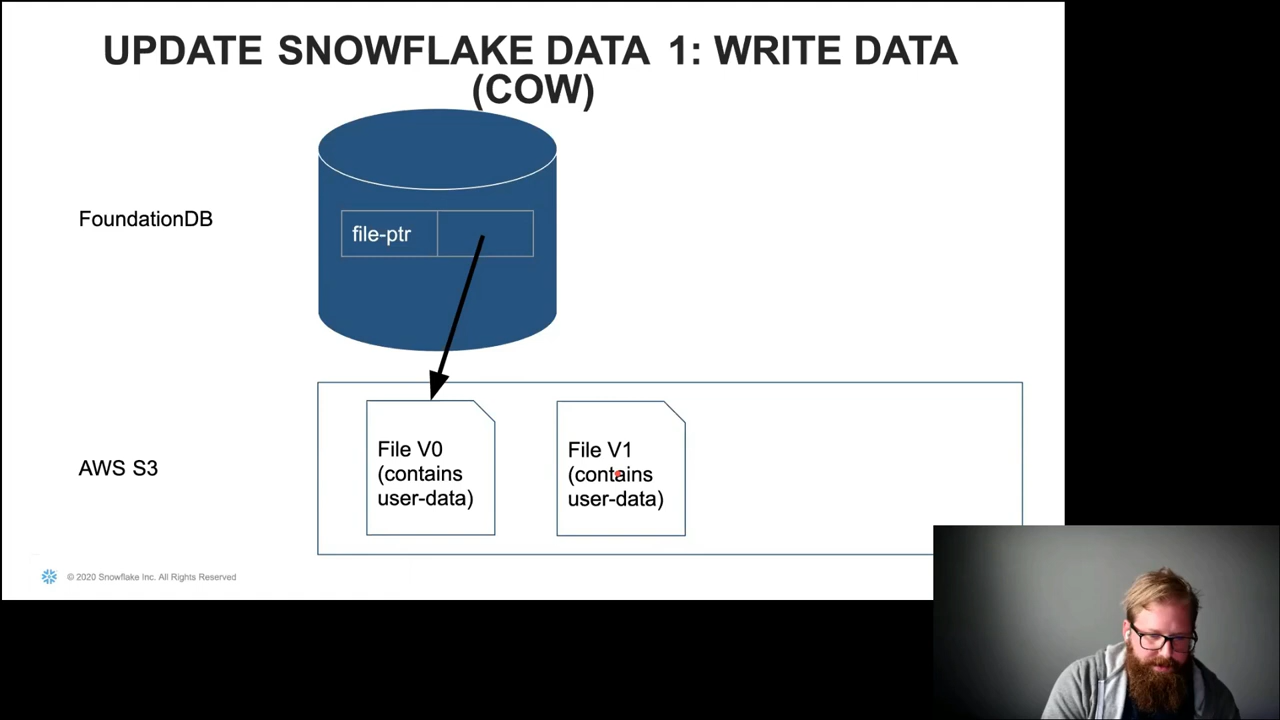 UPDATE SNOWFLAKE DATA 1: WRITE DATA
(COW)
FoundationDB
file-ptr
AWS S3
File V0
(contains
user-data)
File V1
(contains
user-data)
© 2020 Snowflake Inc. All Rights Reserved